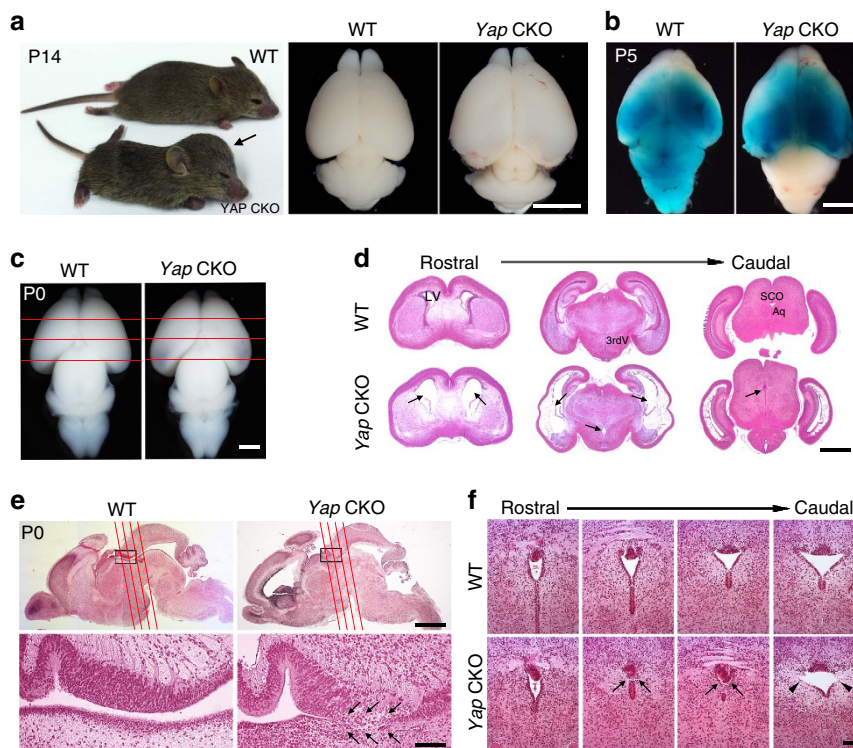 a
P14
WT
YAP CKO
WT
Yap CKO
b
WT
Yap CKO
P5
c
WT
Yap CKO
P0
d
Rostral
Caudal
WT
LV
3rdV
SCO
Aq
Yap CKO
e
WT
Yap CKO
P0
f
Rostral
Caudal
WT
Yap CKO